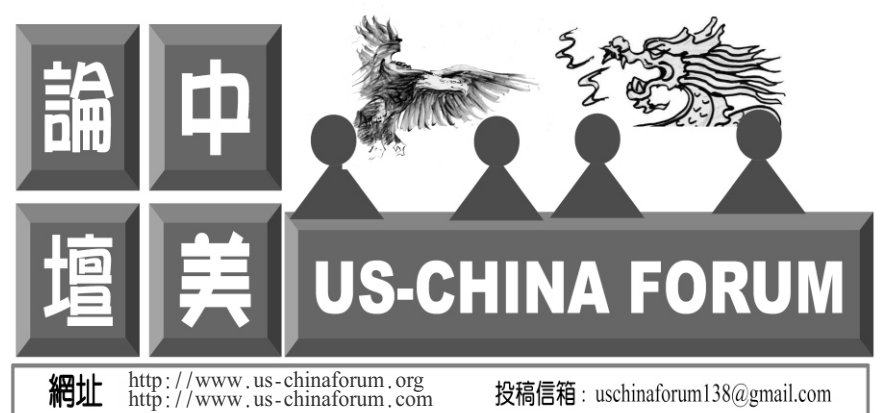 中美
論壇
US-CHINA FORUM
網址 http://www.us-chinaforum.org
http://www.us-chinaforum.com
投稿信箱：uschinaforum138@gmail.com